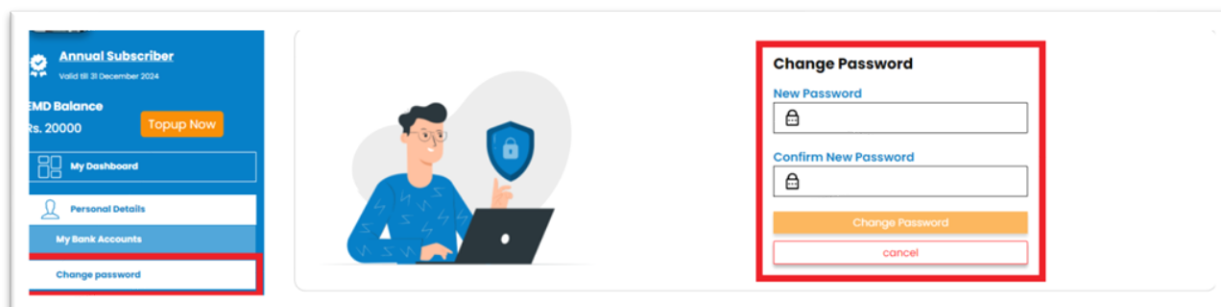 Annual Subscriber
Valid till 31 December 2024
EMD Balance
Rs. 20000
Topup Now
My Dashboard
Personal Details
My Bank Accounts
Change password
Change Password
New Password
Confirm New Password
Change Password
cancel